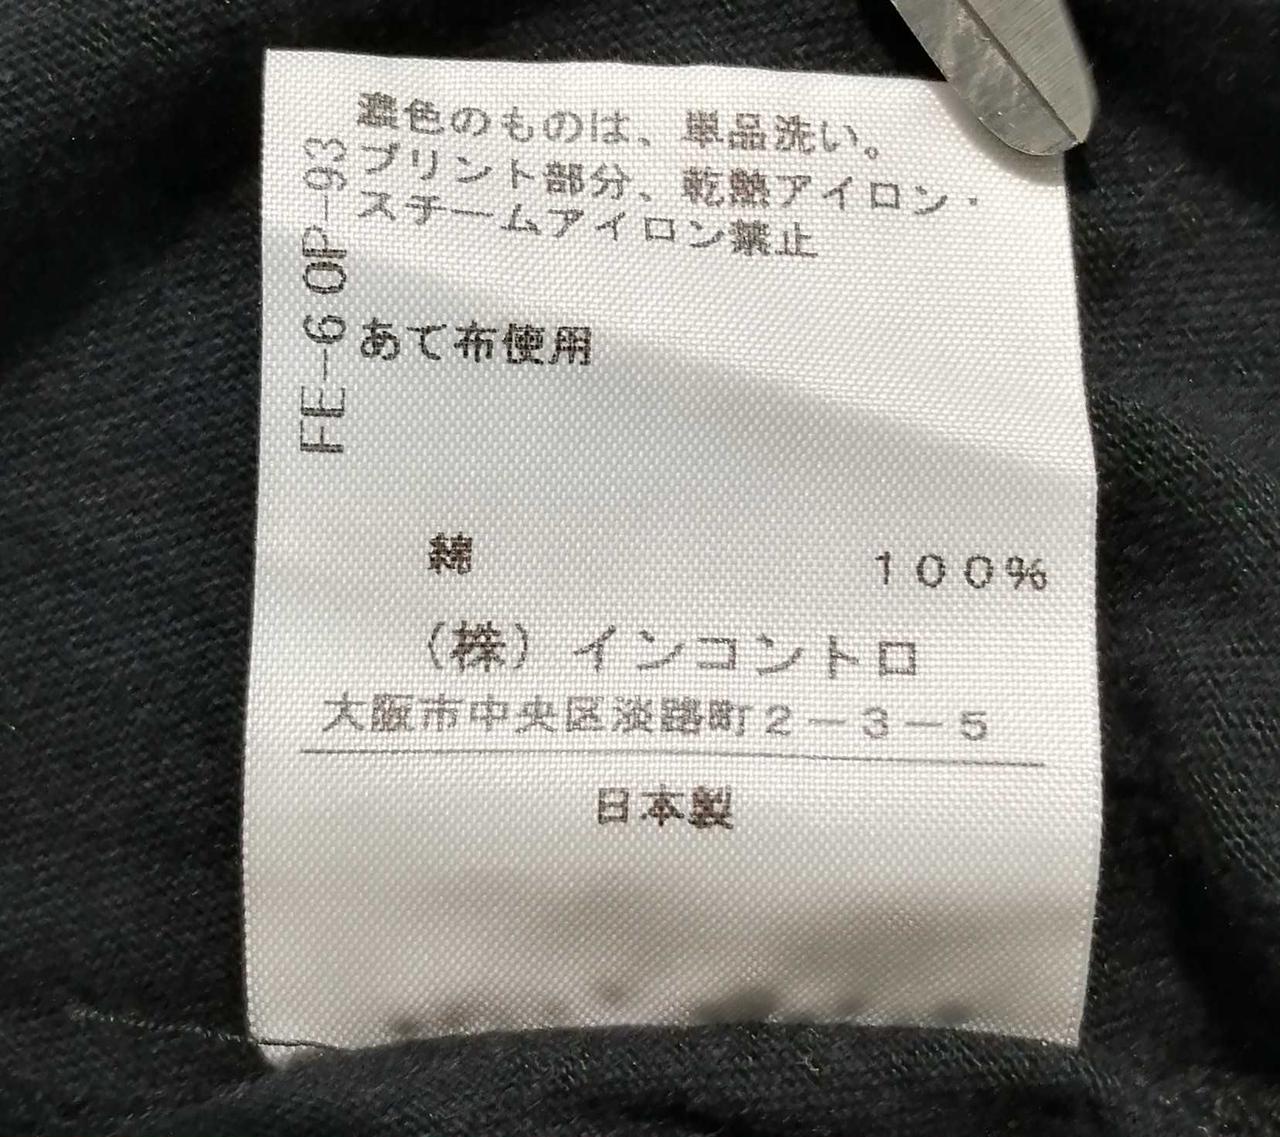 濃色のものは、単品洗い。
プリント部分、乾熱アイロン・
スチームアイロン禁止
あて布使用
FE-6 OP-93
綿 100%
(株) インコントロ
大阪市中央区淡路町2-3-5
日本製